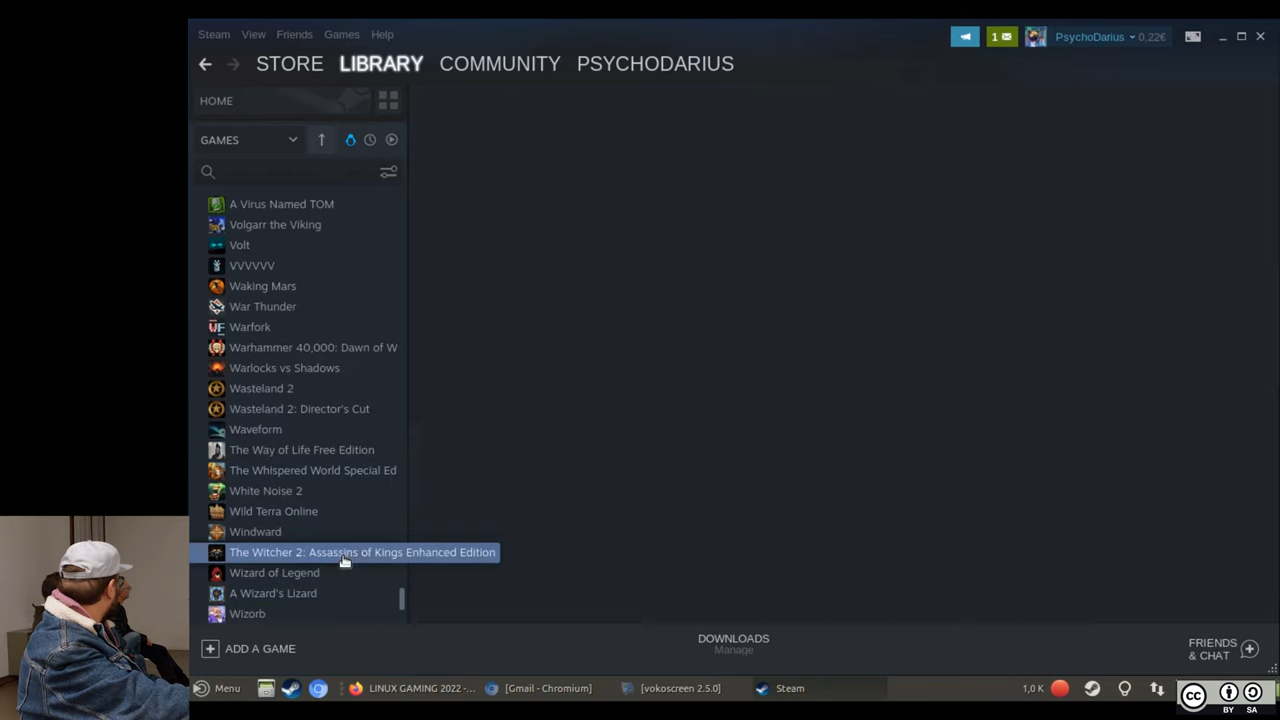 Steam View Friends Games Help
1 PsychoDarius 0,22€
STORE LIBRARY COMMUNITY PSYCHODARIUS
HOME
GAMES
A Virus Named TOM
Volgarr the Viking
Volt
VVVVVV
Waking Mars
War Thunder
Warfork
Warhammer 40,000: Dawn of W
Warlocks vs Shadows
Wasteland 2
Wasteland 2: Director's Cut
Waveform
The Way of Life Free Edition
The Whispered World Special Ed
White Noise 2
Wild Terra Online
Windward
The Witcher 2: Assassins of Kings Enhanced Edition
Wizard of Legend
A Wizard's Lizard
Wizorb
ADD A GAME
DOWNLOADS
Manage
FRIENDS
& CHAT
Menu LINUX GAMING 2022 -... [Gmail - Chromium] [vokoscreen 2.5.0] Steam 1,0 K
CC BY SA